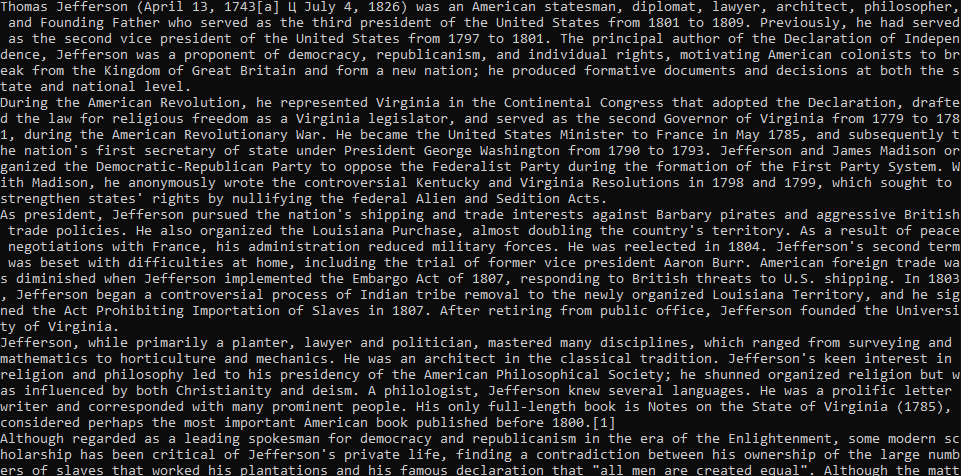 Thomas Jefferson (April 13, 1743[a] Ц July 4, 1826) was an American statesman, diplomat, lawyer, architect, philosopher,
 and Founding Father who served as the third president of the United States from 1801 to 1809. Previously, he had served
 as the second vice president of the United States from 1797 to 1801. The principal author of the Declaration of Indepen
dence, Jefferson was a proponent of democracy, republicanism, and individual rights, motivating American colonists to br
eak from the Kingdom of Great Britain and form a new nation; he produced formative documents and decisions at both the s
tate and national level.
During the American Revolution, he represented Virginia in the Continental Congress that adopted the Declaration, drafte
d the law for religious freedom as a Virginia legislator, and served as the second Governor of Virginia from 1779 to 178
1, during the American Revolutionary War. He became the United States Minister to France in May 1785, and subsequently t
he nation's first secretary of state under President George Washington from 1790 to 1793. Jefferson and James Madison or
ganized the Democratic-Republican Party to oppose the Federalist Party during the formation of the First Party System. W
ith Madison, he anonymously wrote the controversial Kentucky and Virginia Resolutions in 1798 and 1799, which sought to
strengthen states' rights by nullifying the federal Alien and Sedition Acts.
As president, Jefferson pursued the nation's shipping and trade interests against Barbary pirates and aggressive British
 trade policies. He also organized the Louisiana Purchase, almost doubling the country's territory. As a result of peace
 negotiations with France, his administration reduced military forces. He was reelected in 1804. Jefferson's second term
 was beset with difficulties at home, including the trial of former vice president Aaron Burr. American foreign trade wa
s diminished when Jefferson implemented the Embargo Act of 1807, responding to British threats to U.S. shipping. In 1803
, Jefferson began a controversial process of Indian tribe removal to the newly organized Louisiana Territory, and he sig
ned the Act Prohibiting Importation of Slaves in 1807. After retiring from public office, Jefferson founded the Universi
ty of Virginia.
Jefferson, while primarily a planter, lawyer and politician, mastered many disciplines, which ranged from surveying and
mathematics to horticulture and mechanics. He was an architect in the classical tradition. Jefferson's keen interest in
religion and philosophy led to his presidency of the American Philosophical Society; he shunned organized religion but w
as influenced by both Christianity and deism. A philologist, Jefferson knew several languages. He was a prolific letter
writer and corresponded with many prominent people. His only full-length book is Notes on the State of Virginia (1785),
considered perhaps the most important American book published before 1800.[1]
Although regarded as a leading spokesman for democracy and republicanism in the era of the Enlightenment, some modern sc
holarship has been critical of Jefferson's private life, finding a contradiction between his ownership of the large numb
ers of slaves that worked his plantations and his famous declaration that "all men are created equal". Although the matt